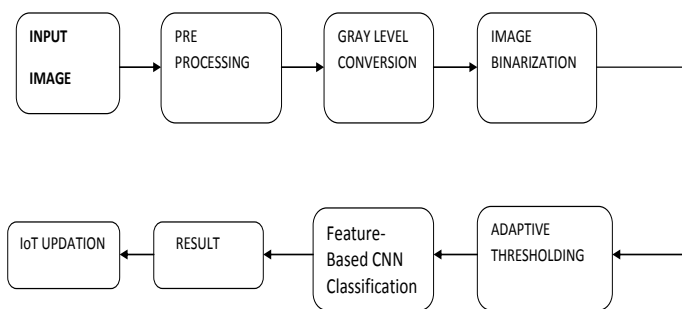 INPUT
IMAGE
PRE
PROCESSING
GRAY LEVEL
CONVERSION
IMAGE
BINARIZATION
ADAPTIVE
THRESHOLDING
Feature-
Based CNN
Classification
RESULT
IoT UPDATION